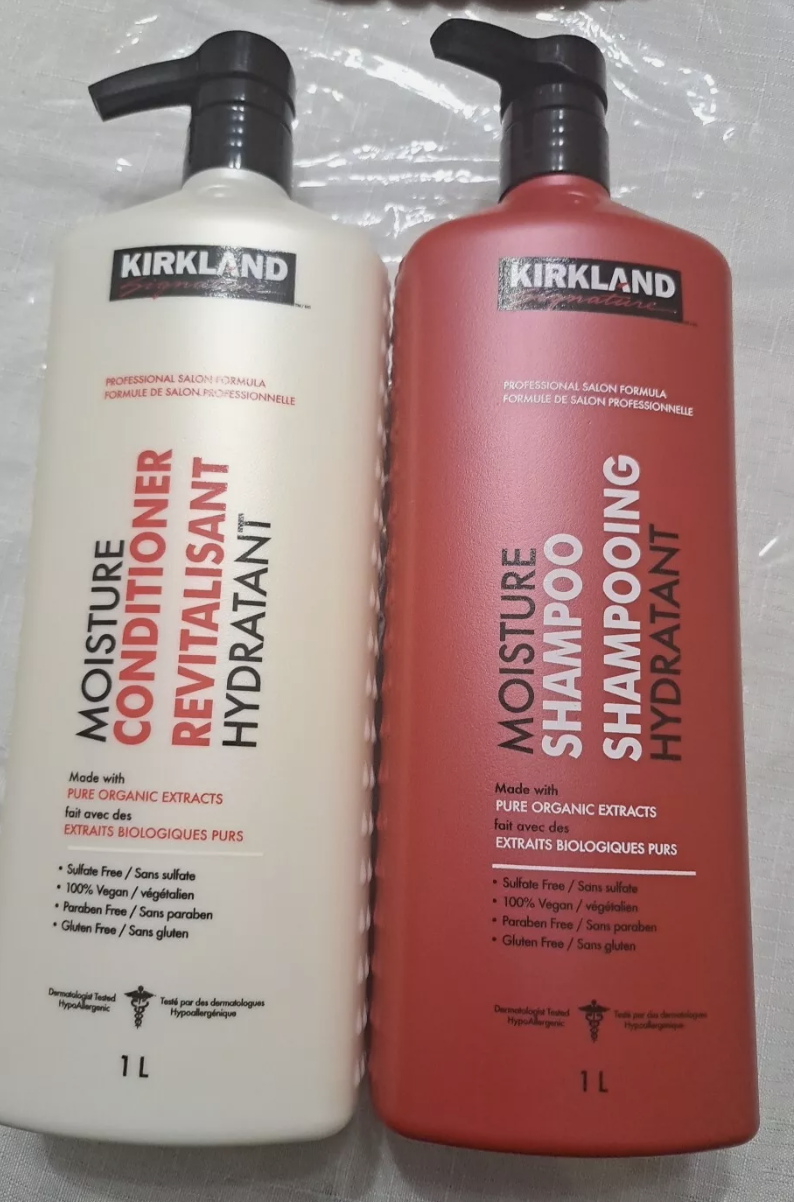 KIRKLAND
Signature
PROFESSIONAL SALON FORMULA
FORMULE DE SALON PROFESSIONNELLE
MOISTURE
CONDITIONER
REVITALISANT
HYDRATANT
Made with
PURE ORGANIC EXTRACTS
fait avec des
EXTRAITS BIOLOGIQUES PURS
• Sulfate Free / Sans sulfate
• 100% Vegan / végétalien
• Paraben Free / Sans paraben
• Gluten Free / Sans gluten
Dermatologist Tested
HypoAllergenic
Testé par des dermatologues
Hypoallergénique
1 L
KIRKLAND
Signature
PROFESSIONAL SALON FORMULA
FORMULE DE SALON PROFESSIONNELLE
MOISTURE
SHAMPOO
SHAMPOOING
HYDRATANT
Made with
PURE ORGANIC EXTRACTS
fait avec des
EXTRAITS BIOLOGIQUES PURS
• Sulfate Free / Sans sulfate
• 100% Vegan / végétalien
• Paraben Free / Sans paraben
• Gluten Free / Sans gluten
Dermatologist Tested
HypoAllergenic
Testé par des dermatologues
Hypoallergénique
1 L